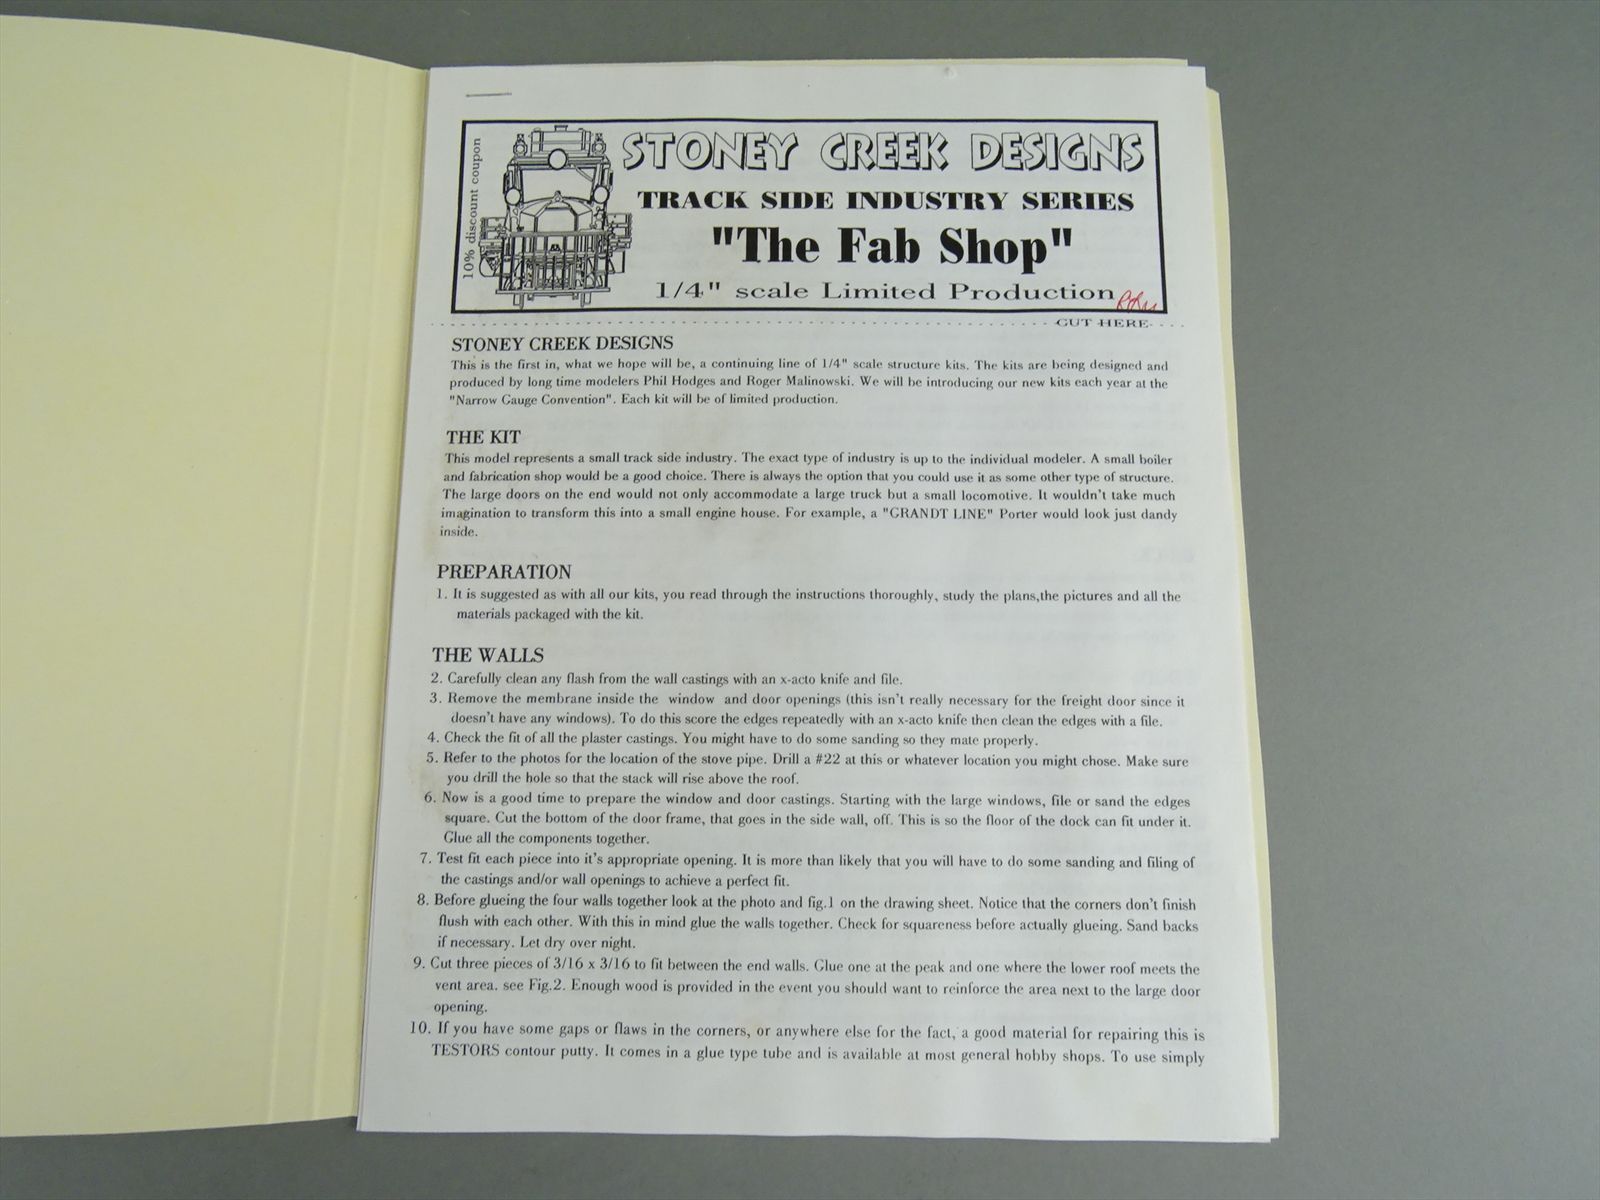 10% discount coupon
STONEY CREEK DESIGNS
TRACK SIDE INDUSTRY SERIES
"The Fab Shop"
1/4" scale Limited Production
CUT HERE
STONEY CREEK DESIGNS
This is the first in, what we hope will be, a continuing line of 1/4" scale structure kits. The kits are being designed and
produced by long time modelers Phil Hodges and Roger Malinowski. We will be introducing our new kits each year at the
"Narrow Gauge Convention". Each kit will be of limited production.
THE KIT
This model represents a small track side industry. The exact type of industry is up to the individual modeler. A small boiler
and fabrication shop would be a good choice. There is always the option that you could use it as some other type of structure.
The large doors on the end would not only accommodate a large truck but a small locomotive. It wouldn't take much
imagination to transform this into a small engine house. For example, a "GRANDT LINE" Porter would look just dandy
inside.
PREPARATION
1. It is suggested as with all our kits, you read through the instructions thoroughly, study the plans,the pictures and all the
materials packaged with the kit.
THE WALLS
2. Carefully clean any flash from the wall castings with an x-acto knife and file.
3. Remove the membrane inside the window and door openings (this isn't really necessary for the freight door since it
doesn't have any windows). To do this score the edges repeatedly with an x-acto knife then clean the edges with a file.
4. Check the fit of all the plaster castings. You might have to do some sanding so they mate properly.
5. Refer to the photos for the location of the stove pipe. Drill a #22 at this or whatever location you might chose. Make sure
you drill the hole so that the stack will rise above the roof.
6. Now is a good time to prepare the window and door castings. Starting with the large windows, file or sand the edges
square. Cut the bottom of the door frame, that goes in the side wall, off. This is so the floor of the dock can fit under it.
Glue all the components together.
7. Test fit each piece into it's appropriate opening. It is more than likely that you will have to do some sanding and filing of
the castings and/or wall openings to achieve a perfect fit.
8. Before glueing the four walls together look at the photo and fig.1 on the drawing sheet. Notice that the corners don't finish
flush with each other. With this in mind glue the walls together. Check for squareness before actually glueing. Sand backs
if necessary. Let dry over night.
9. Cut three pieces of 3/16 x 3/16 to fit between the end walls. Glue one at the peak and one where the lower roof meets the
vent area. see Fig.2. Enough wood is provided in the event you should want to reinforce the area next to the large door
opening.
10. If you have some gaps or flaws in the corners, or anywhere else for the fact, a good material for repairing this is
TESTORS contour putty. It comes in a glue type tube and is available at most general hobby shops. To use simply